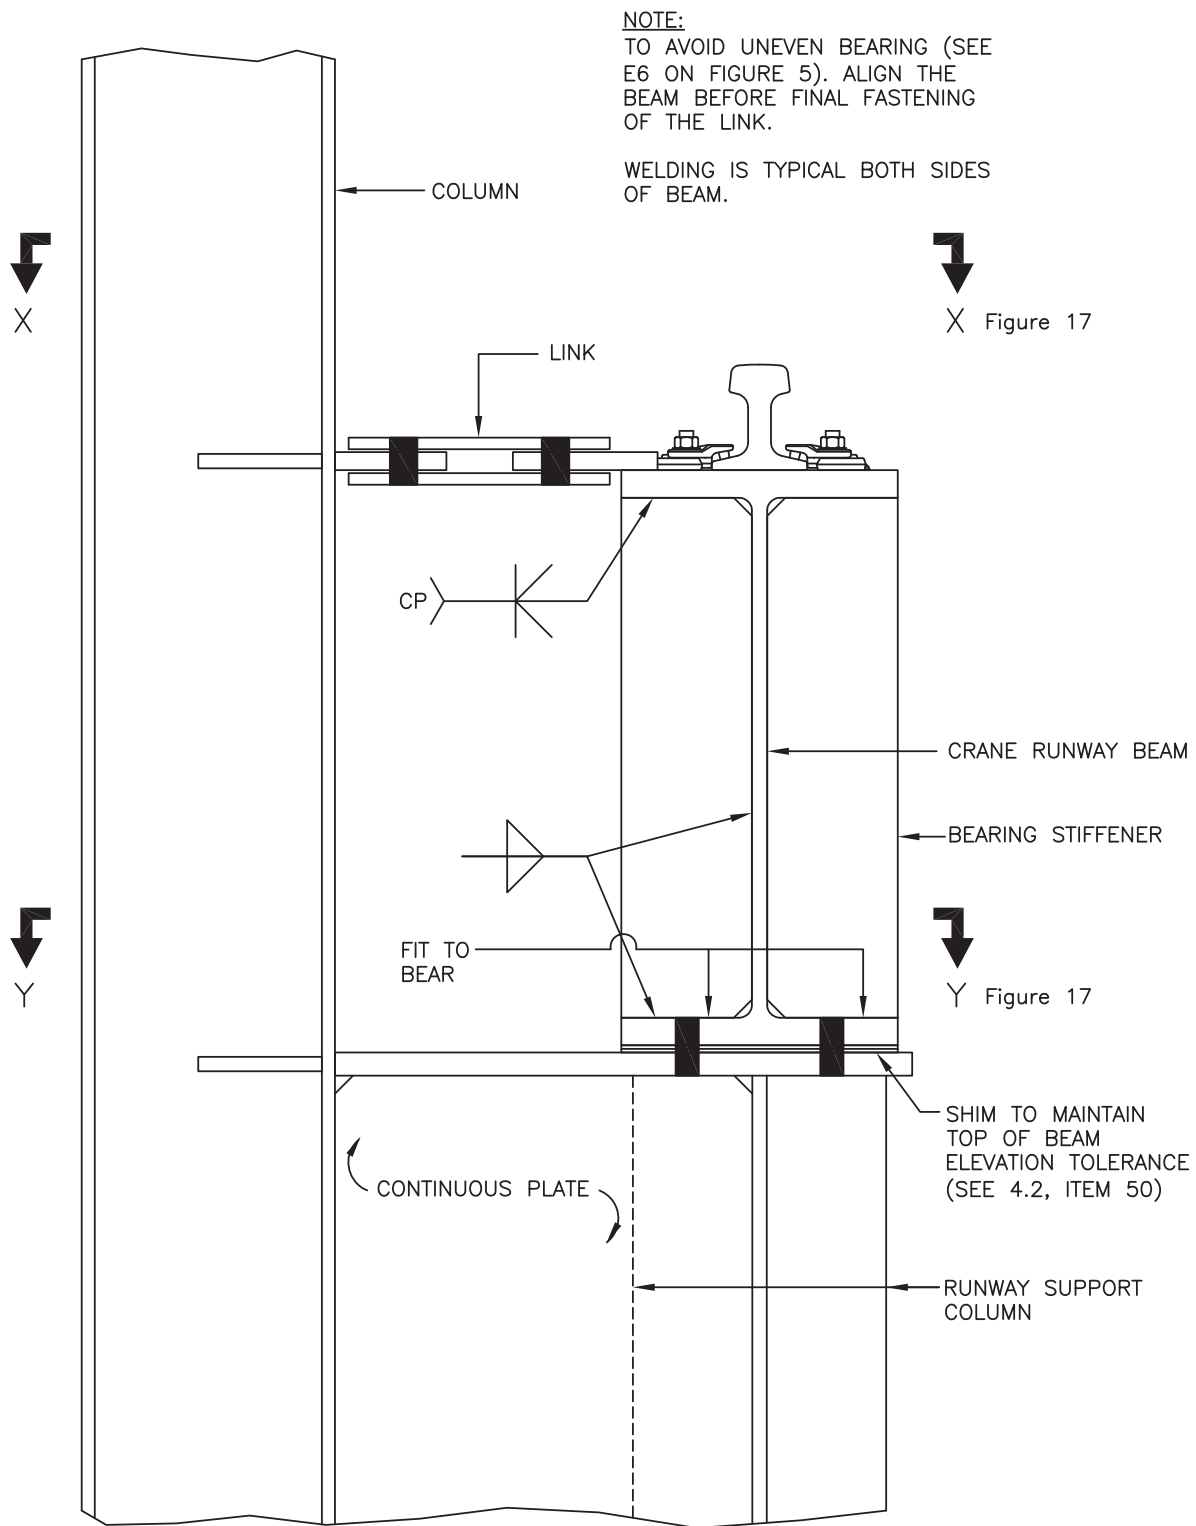 NOTE:
TO AVOID UNEVEN BEARING (SEE
E6 ON FIGURE 5). ALIGN THE
BEAM BEFORE FINAL FASTENING
OF THE LINK.
WELDING IS TYPICAL BOTH SIDES
OF BEAM.
COLUMN
X
X Figure 17
LINK
CP
CRANE RUNWAY BEAM
BEARING STIFFENER
FIT TO
BEAR
Y
Y Figure 17
SHIM TO MAINTAIN
TOP OF BEAM
ELEVATION TOLERANCE
(SEE 4.2, ITEM 50)
CONTINUOUS PLATE
RUNWAY SUPPORT
COLUMN